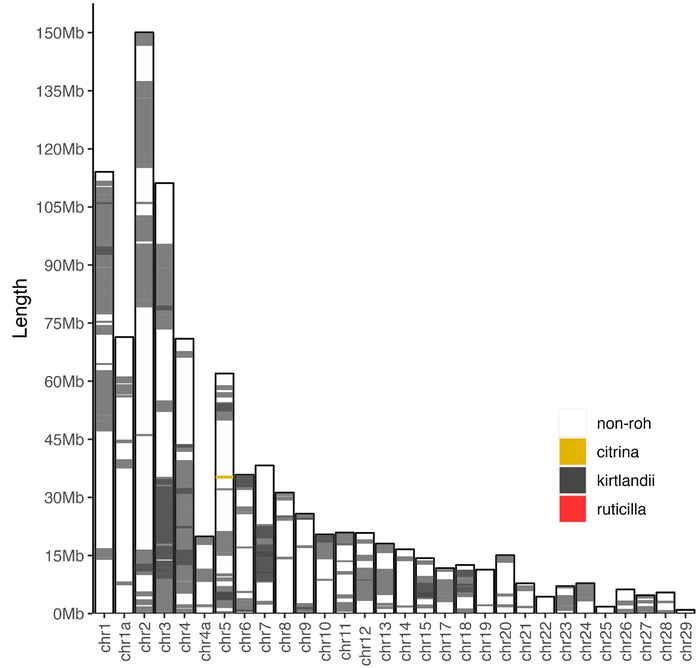 150Mb
135Mb
120Mb
105Mb
90Mb
75Mb
60Mb
45Mb
30Mb
15Mb
0Mb
Length
non-roh
citrina
kirtlandii
ruticilla
chr1
chr1a
chr2
chr3
chr4
chr4a
chr5
chr6
chr7
chr8
chr9
chr10
chr11
chr12
chr13
chr14
chr15
chr17
chr18
chr19
chr20
chr21
chr22
chr23
chr24
chr25
chr26
chr27
chr28
chr29